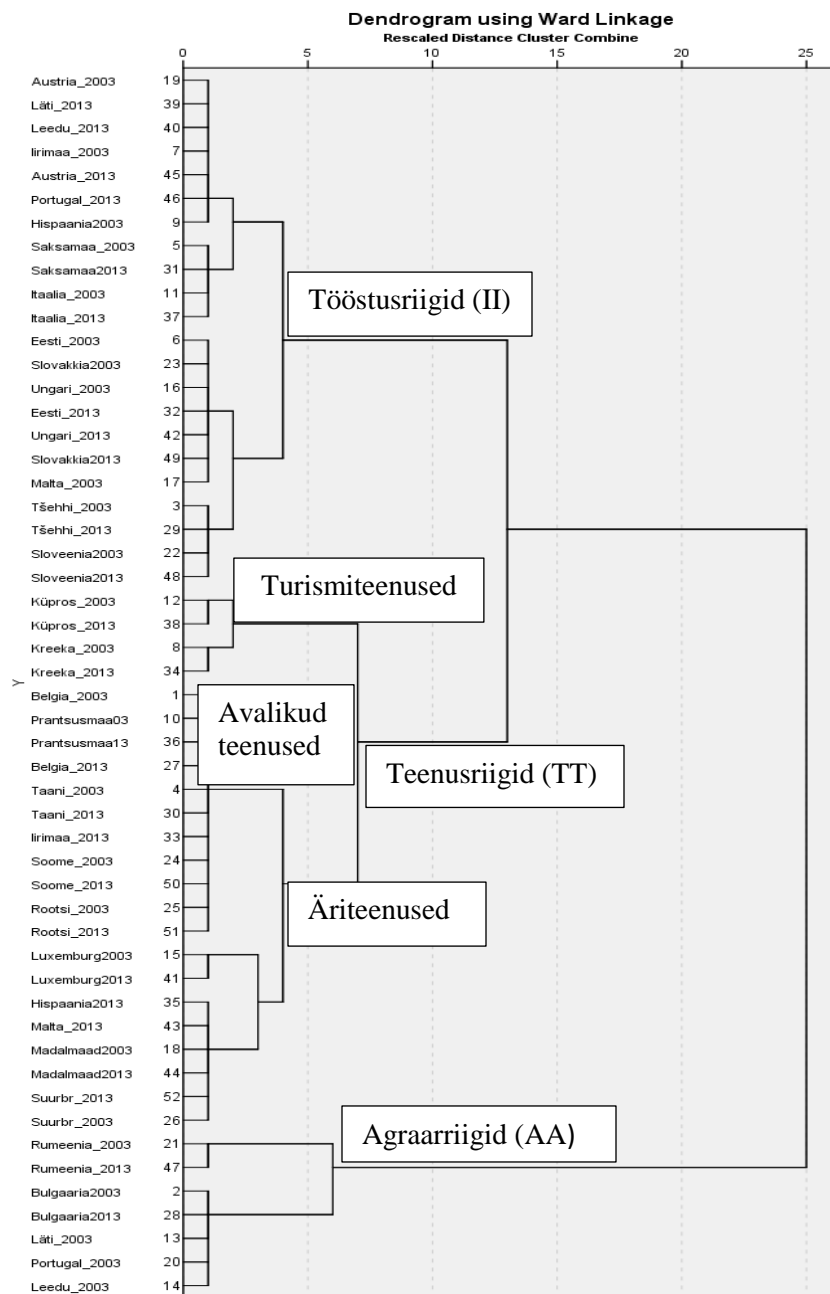 Dendrogram using Ward Linkage
Rescaled Distance Cluster Combine
0 5 10 15 20 25
Austria_2003 19
Läti_2013 39
Leedu_2013 40
Iirimaa_2003 7
Austria_2013 45
Portugal_2013 46
Hispaania2003 9
Saksamaa_2003 5
Saksamaa2013 31
Itaalia_2003 11
Itaalia_2013 37
Tööstusriigid (II)
Eesti_2003 6
Slovakkia2003 23
Ungari_2003 16
Eesti_2013 32
Ungari_2013 42
Slovakkia2013 49
Malta_2003 17
Tšehhi_2003 3
Tšehhi_2013 29
Sloveenia2003 22
Sloveenia2013 48
Turismiteenused
Küpros_2003 12
Küpros_2013 38
Kreeka_2003 8
Kreeka_2013 34
Y
Belgia_2003 1
Prantsusmaa03 10
Prantsusmaa13 36
Belgia_2013 27
Avalikud
teenused
Teenusriigid (TT)
Taani_2003 4
Taani_2013 30
Iirimaa_2013 33
Soome_2003 24
Soome_2013 50
Rootsi_2003 25
Rootsi_2013 51
Äriteenused
Luxemburg2003 15
Luxemburg2013 41
Hispaania2013 35
Malta_2013 43
Madalmaad2003 18
Madalmaad2013 44
Suurbr_2013 52
Suurbr_2003 26
Agraarriigid (AA)
Rumeenia_2003 21
Rumeenia_2013 47
Bulgaaria2003 2
Bulgaaria2013 28
Läti_2003 13
Portugal_2003 20
Leedu_2003 14